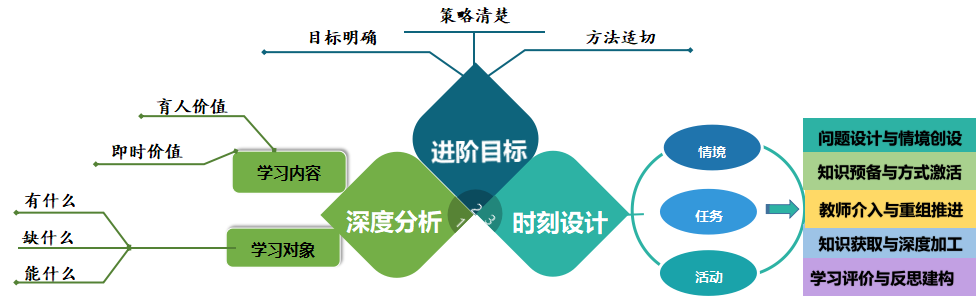 策略清楚
目标明确
方法适切
育人价值
即时价值
学习内容
有什么
块什么
能什么
学习对象
进阶目标
深度分析
时刻设计
1
2
3
情境
任务
活动
问题设计与情境创设
知识预备与方式激活
教师介入与重组推进
知识获取与深度加工
学习评价与反思建构